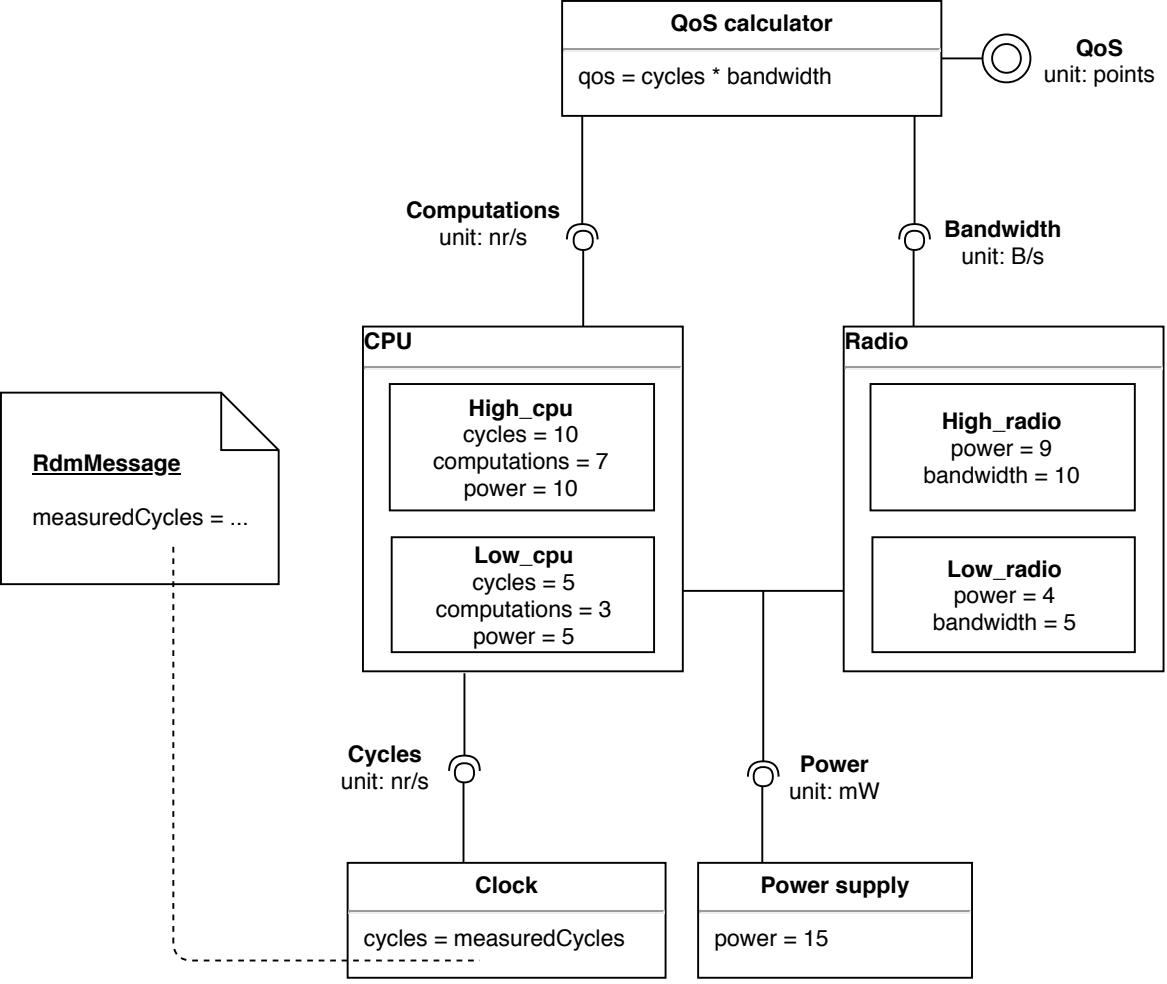 QoS calculator
qos = cycles * bandwidth
QoS
unit: points
Computations
unit: nr/s
Bandwidth
unit: B/s
CPU
High_cpu
cycles = 10
computations = 7
power = 10
Low_cpu
cycles = 5
computations = 3
power = 5
Radio
High_radio
power = 9
bandwidth = 10
Low_radio
power = 4
bandwidth = 5
RdmMessage
measuredCycles = ...
Cycles
unit: nr/s
Power
unit: mW
Clock
cycles = measuredCycles
Power supply
power = 15